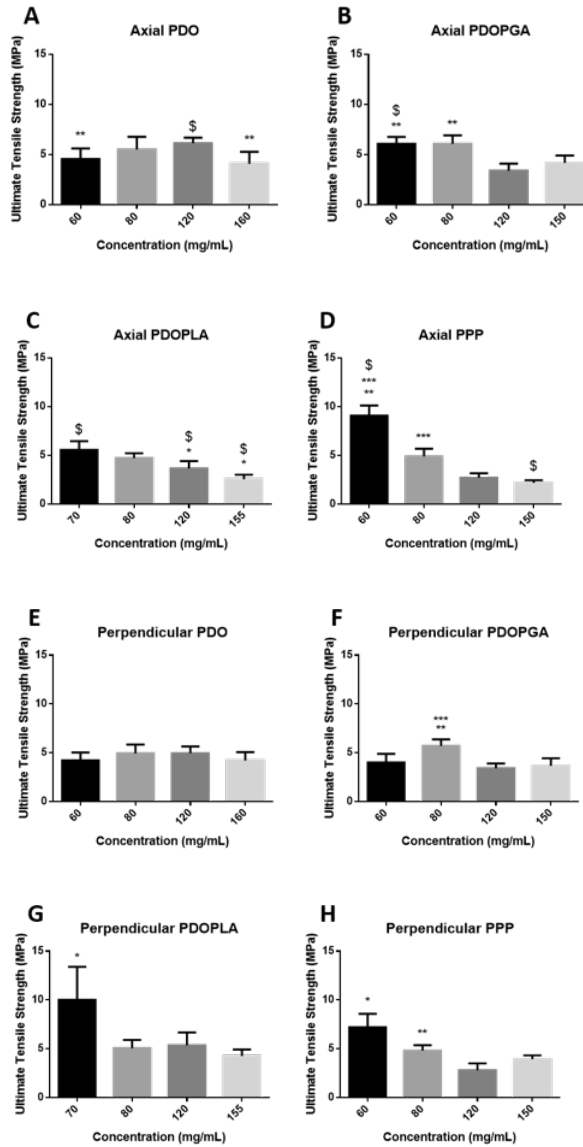 A
Axial PDO
Ultimate Tensile Strength (MPa)
15
10
5
0
**
$
**
60
80
120
160
Concentration (mg/mL)
B
Axial PDOPGA
Ultimate Tensile Strength (MPa)
15
10
5
0
$
**
**
60
80
120
150
Concentration (mg/mL)
C
Axial PDOPLA
Ultimate Tensile Strength (MPa)
15
10
5
0
$
$
*
$
*
70
80
120
155
Concentration (mg/mL)
D
Axial PPP
Ultimate Tensile Strength (MPa)
15
10
5
0
$
***
**
***
$
60
80
120
150
Concentration (mg/mL)
E
Perpendicular PDO
Ultimate Tensile Strength (MPa)
15
10
5
0
60
80
120
160
Concentration (mg/mL)
F
Perpendicular PDOPGA
Ultimate Tensile Strength (MPa)
15
10
5
0
***
**
60
80
120
150
Concentration (mg/mL)
G
Perpendicular PDOPLA
Ultimate Tensile Strength (MPa)
15
10
5
0
*
70
80
120
155
Concentration (mg/mL)
H
Perpendicular PPP
Ultimate Tensile Strength (MPa)
15
10
5
0
*
**
60
80
120
150
Concentration (mg/mL)